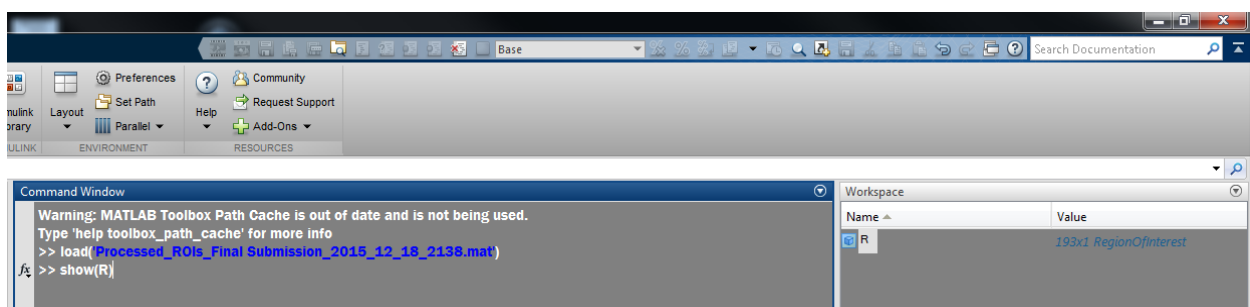 Base
Search Documentation
Preferences
Community
Set Path
Request Support
mulink
Layout
Help
brary
Parallel
Add-Ons
ULINK
ENVIRONMENT
RESOURCES
Command Window
Workspace
Warning: MATLAB Toolbox Path Cache is out of date and is not being used.
Type 'help toolbox_path_cache' for more info
>> load('Processed_ROIs_Final Submission_2015_12_18_2138.mat')
fx >> show(R)
Name
Value
R
193x1 RegionOfInterest